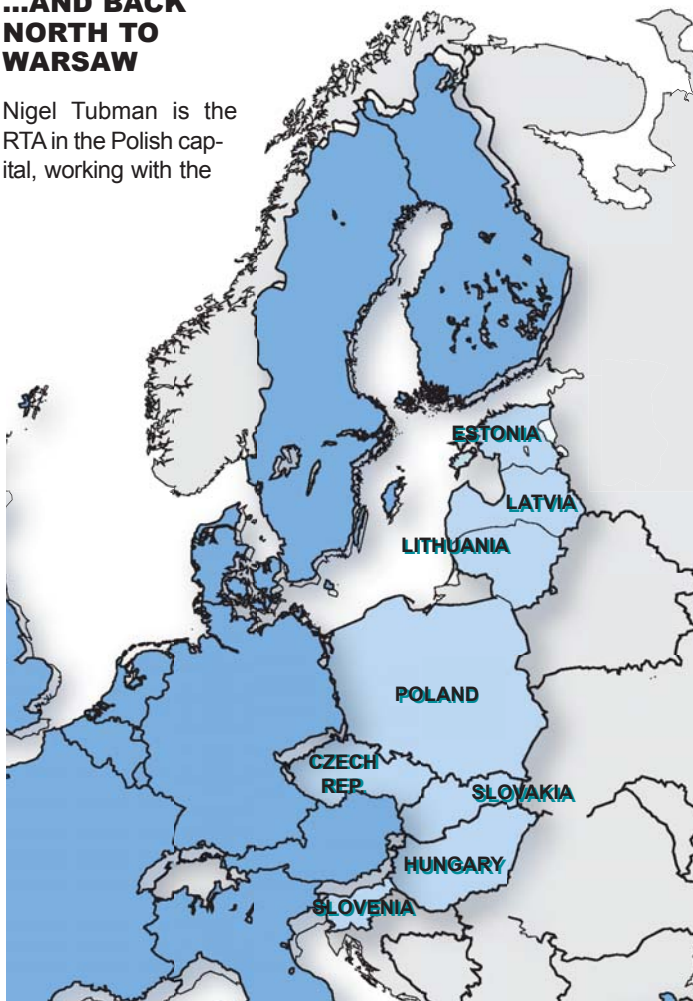 ...AND BACK
NORTH TO
WARSAW
Nigel Tubman is the
RTA in the Polish cap-
ital, working with the
ESTONIA
LATVIA
LITHUANIA
POLAND
CZECH
REP.
SLOVAKIA
HUNGARY
SLOVENIA